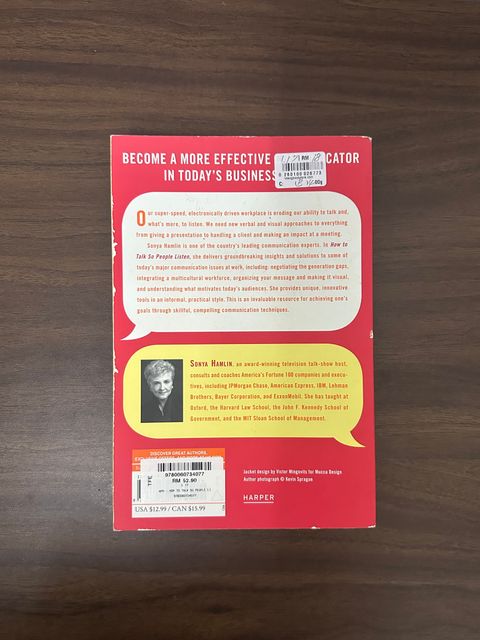 BECOME A MORE EFFECTIVE CATOR
IN TODAY'S BUSINESS
RM
C:
Our super-speed, electronically driven workplace is eroding our ability to talk and,
what's more, to listen. We need new verbal and visual approaches to everything
from giving a presentation to handling a client and making an impact at a meeting.
Sonya Hamlin is one of the country's leading communication experts. In How to
Talk So People Listen, she delivers groundbreaking insights and solutions to some of
today's major communication issues at work, including: negotiating the generation gaps,
integrating a multicultural workforce, organizing your message and making it visual,
and understanding what motivates today's audiences. She provides unique, innovative
tools in an informal, practical style. This is an invaluable resource for achieving one's
goals through skillful, compelling communication techniques.
SONYA HAMLIN, an award-winning television talk-show host,
consults and coaches America's Fortune 100 companies and execu-
tives, including JPMorgan Chase, American Express, IBM, Lehman
Brothers, Bayer Corporation, and ExxonMobil. She has taught at
Oxford, the Harvard Law School, the John F. Kennedy School of
Government, and the MIT Sloan School of Management.
DISCOVER GREAT AUTHORS,
TPE
9780060734077
RM 52.90
9780060734077
USA $12.99 / CAN $15.99
Jacket design by Victor Mingovits for Mucca Design
Author photograph © Kevin Sprague
HARPER